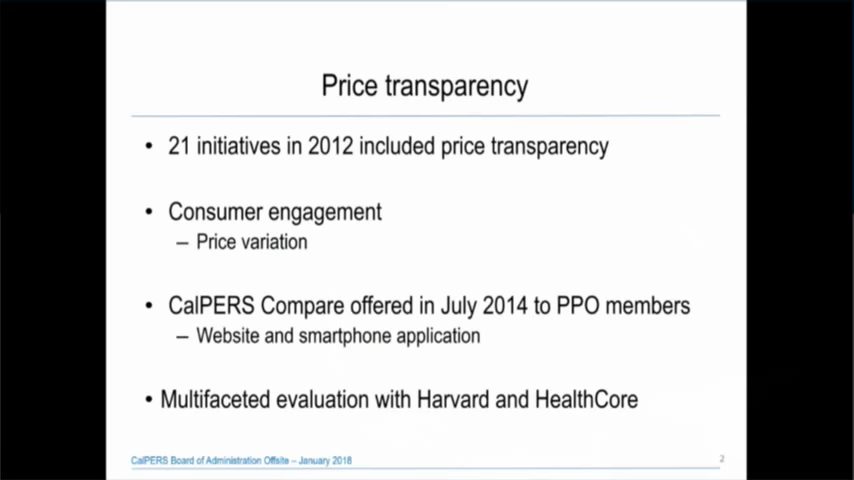 Price transparency
• 21 initiatives in 2012 included price transparency
• Consumer engagement
– Price variation
• CalPERS Compare offered in July 2014 to PPO members
– Website and smartphone application
• Multifaceted evaluation with Harvard and HealthCore
CalPERS Board of Administration Offsite – January 2018
2